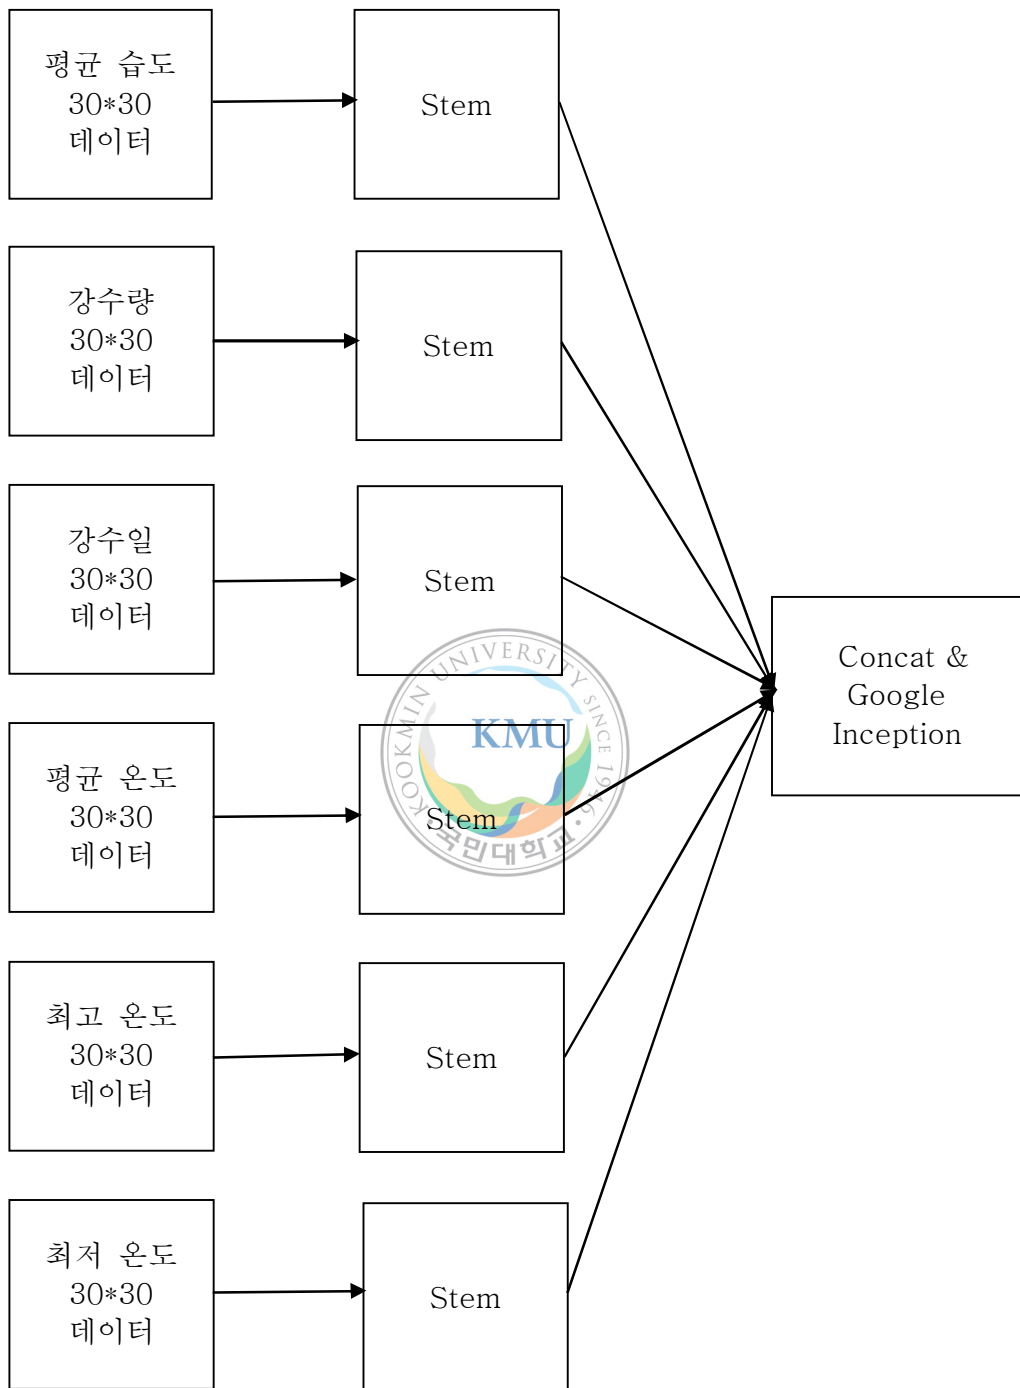 평균 습도
30*30
데이터
Stem
강수량
30*30
데이터
Stem
강수일
30*30
데이터
Stem
평균 온도
30*30
데이터
Stem
최고 온도
30*30
데이터
Stem
최저 온도
30*30
데이터
Stem
Concat &
Google
Inception
KOOKMIN UNIVERSITY SINCE 1946
KMU
국민대학교